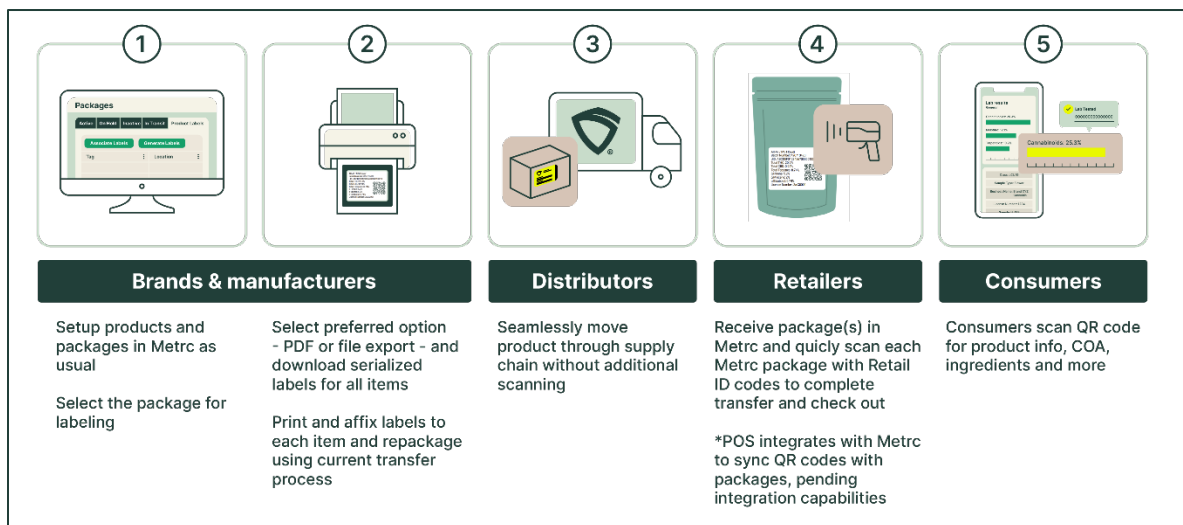 1
2
3
4
5
Packages
Active
On Hold
Inactive
In Transit
Product Labels
Associate Labels
Generate Labels
Tag
Location
®
Lab results
Lab Tested
Cannabinoids: 25.3%
Brands & manufacturers
Distributors
Retailers
Consumers
Setup products and
packages in Metrc as
usual
Select the package for
labeling
Select preferred option
- PDF or file export - and
download serialized
labels for all items
Print and affix labels to
each item and repackage
using current transfer
process
Seamlessly move
product through supply
chain without additional
scanning
Receive package(s) in
Metrc and quicly scan each
Metrc package with Retail
ID codes to complete
transfer and check out
*POS integrates with Metrc
to sync QR codes with
packages, pending
integration capabilities
Consumers scan QR code
for product info, COA,
ingredients and more